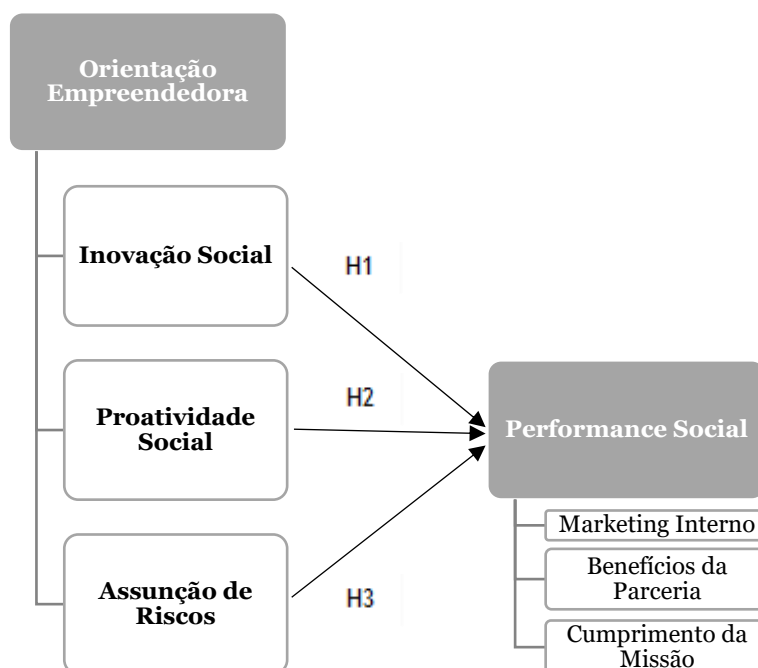 Orientação
Empreendedora
Inovação Social
H1
Proatividade
Social
H2
Assunção de
Riscos
H3
Performance Social
Marketing Interno
Benefícios da
Parceria
Cumprimento da
Missão